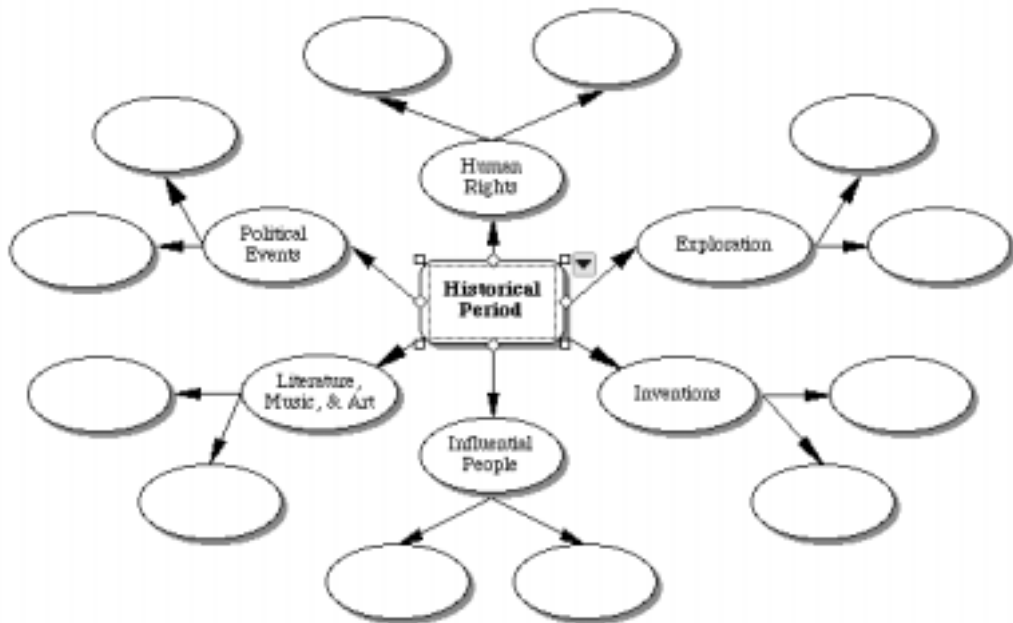 Human
Rights
Political
Events
Exploration
Historical
Period
Literature,
Music, & Art
Inventions
Influential
People